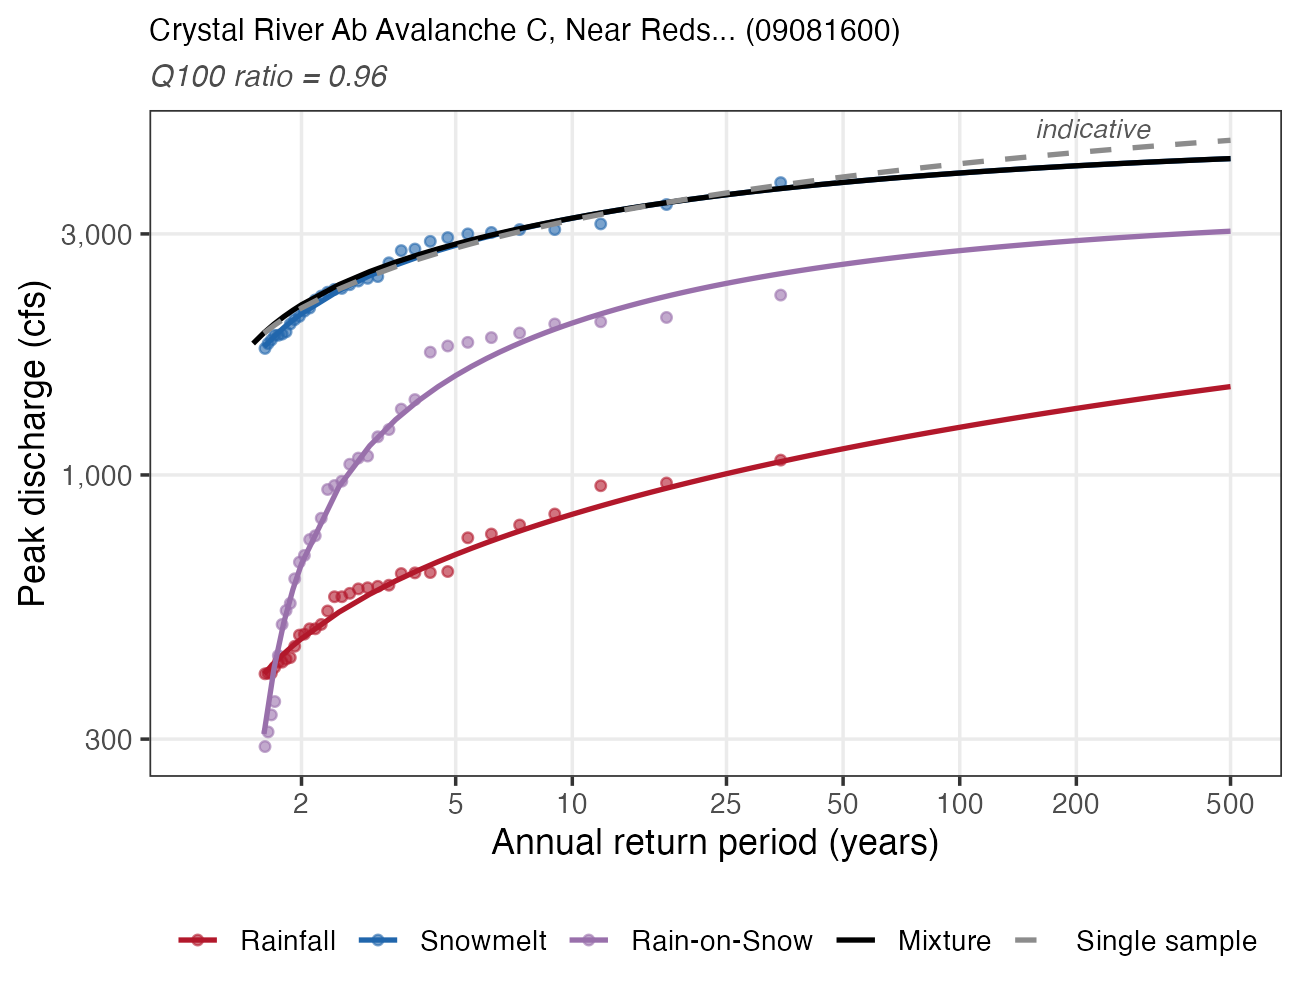 Crystal River Ab Avalanche C, Near Reds... (09081600)
Q100 ratio = 0.96
indicative
3,000
1,000
300
Peak discharge (cfs)
2 5 10 25 50 100 200 500
Annual return period (years)
Rainfall Snowmelt Rain-on-Snow Mixture Single sample